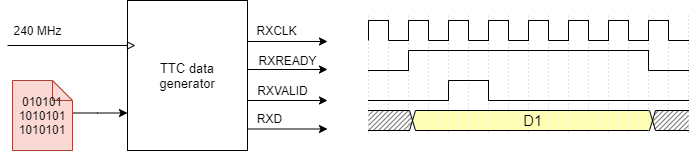 240 MHz
010101
1010101
1010101
TTC data
generator
RXCLK
RXREADY
RXVALID
RXD
D1